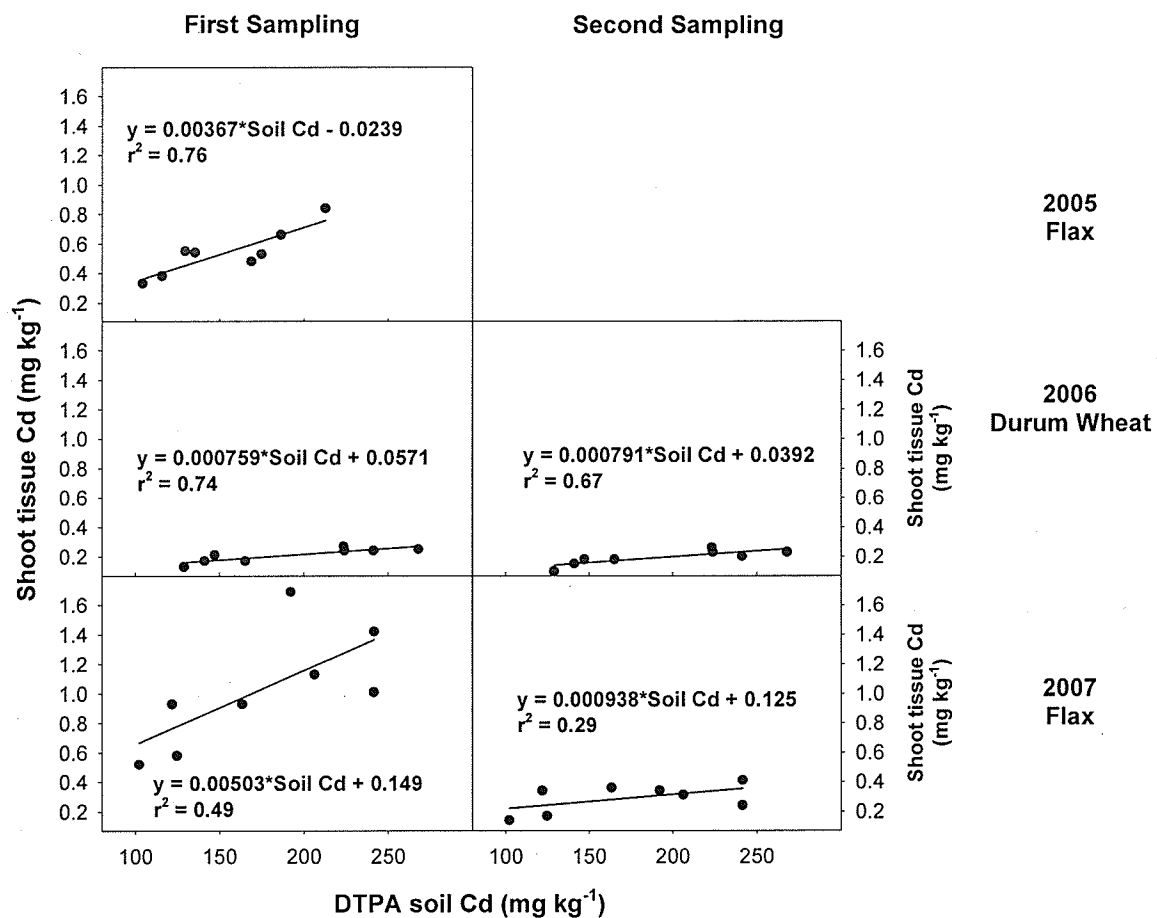 First Sampling
Second Sampling
1.6
1.4
1.2
1.0
0.8
0.6
0.4
0.2
y = 0.00367*Soil Cd - 0.0239
r² = 0.76
2005
Flax
Shoot tissue Cd (mg kg⁻¹)
1.6
1.4
1.2
1.0
0.8
0.6
0.4
0.2
y = 0.000759*Soil Cd + 0.0571
r² = 0.74
y = 0.000791*Soil Cd + 0.0392
r² = 0.67
1.6
1.4
1.2
1.0
0.8
0.6
0.4
0.2
Shoot tissue Cd
(mg kg⁻¹)
2006
Durum Wheat
1.6
1.4
1.2
1.0
0.8
0.6
0.4
0.2
y = 0.00503*Soil Cd + 0.149
r² = 0.49
y = 0.000938*Soil Cd + 0.125
r² = 0.29
1.6
1.4
1.2
1.0
0.8
0.6
0.4
0.2
Shoot tissue Cd
(mg kg⁻¹)
2007
Flax
100 150 200 250
100 150 200 250
DTPA soil Cd (mg kg⁻¹)